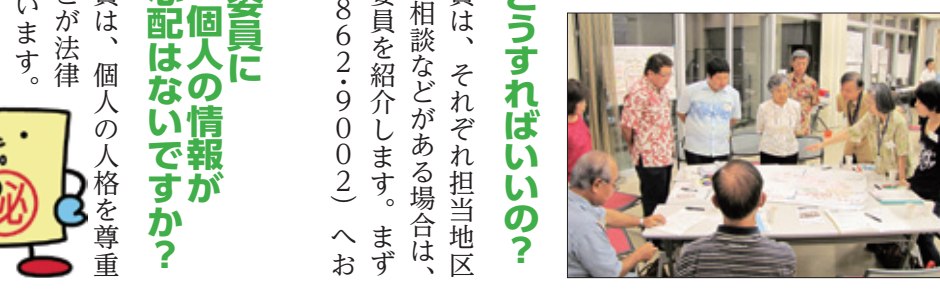 どうすればいいの?
員は、それぞれ担当地区
相談などがある場合は、
委員を紹介します。まず
862・9002)へお
委員に
個人の情報が
心配はないですか?
員は、個人の人格を尊重
とが法律
います。
㊙